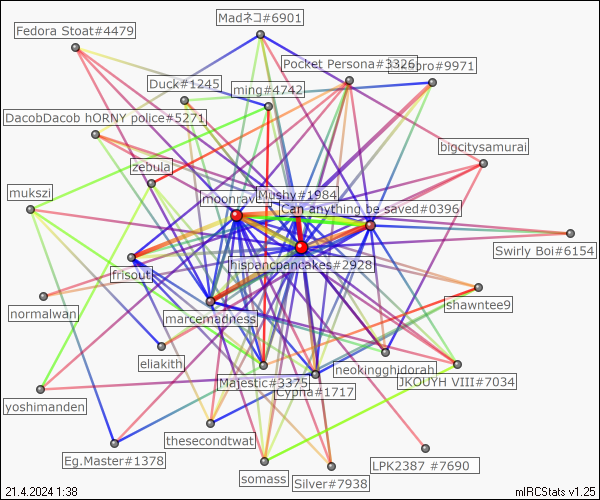 Madネコ#6901
Fedora Stoat#4479
Pocket Persona#3326
#9971
Duck#1245
ming#4742
DacobDacob hORNY police#5271
bigcitysamurai
zebula
mukszi
Mushy#1984
moonrav
Can anything be saved#0396
Swirly Boi#6154
hispancpancakes#2928
frisout
shawntee9
normalwan
marcemadness
eliakith
neokingghidorah
JKOUYH VIII#7034
Majestic#3375
Cypha#1717
yoshimanden
thesecondtwat
Eg.Master#1378
LPK2387 #7690
somass
Silver#7938
21.4.2024 1:38
mIRCStats v1.25